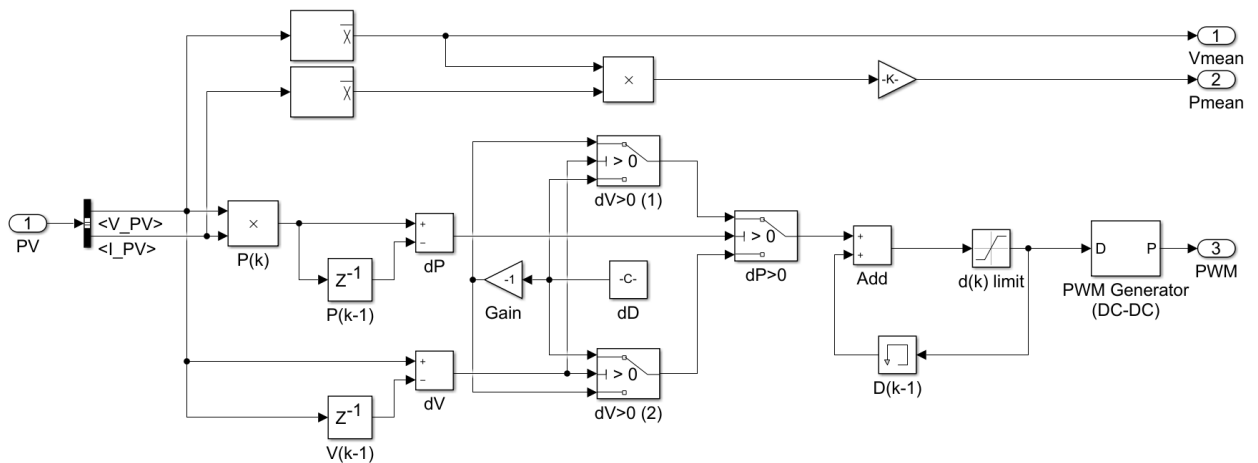 1
Vmean
×
-K-
2
Pmean
> 0
dV>0 (1)
1
PV
<V_PV>
<I_PV>
×
P(k)
+
−
dP
Z-1
P(k-1)
-1
Gain
-C-
dD
> 0
dP>0
+
+
Add
d(k) limit
D
P
PWM Generator
(DC-DC)
3
PWM
+
−
dV
Z-1
V(k-1)
> 0
dV>0 (2)
D(k-1)